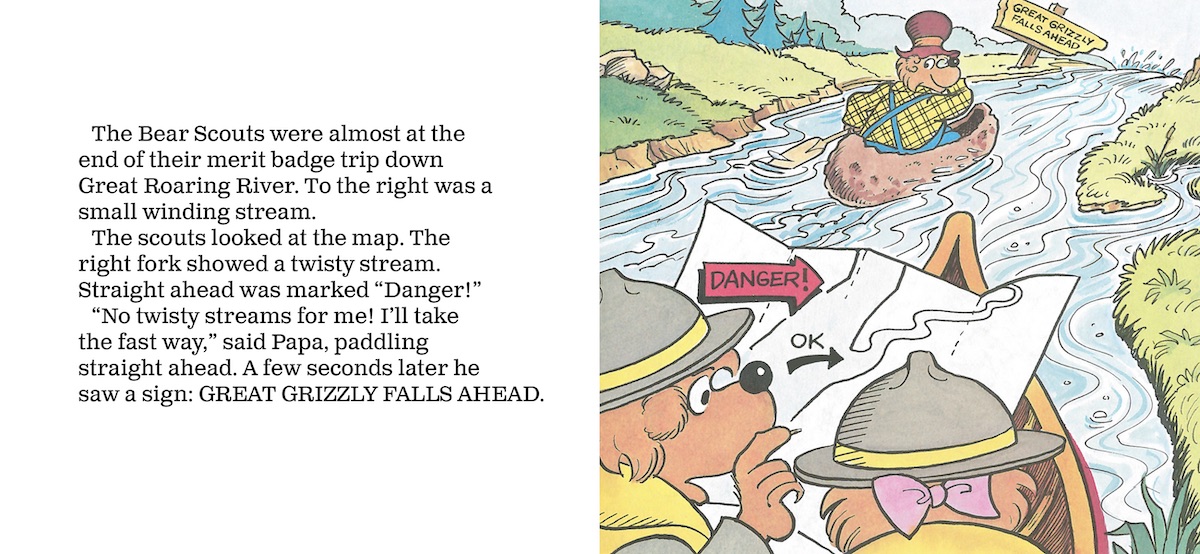 The Bear Scouts were almost at the
end of their merit badge trip down
Great Roaring River. To the right was a
small winding stream.
The scouts looked at the map. The
right fork showed a twisty stream.
Straight ahead was marked “Danger!”
“No twisty streams for me! I’ll take
the fast way,” said Papa, paddling
straight ahead. A few seconds later he
saw a sign: GREAT GRIZZLY FALLS AHEAD.
GREAT GRIZZLY
FALLS AHEAD
DANGER!
OK